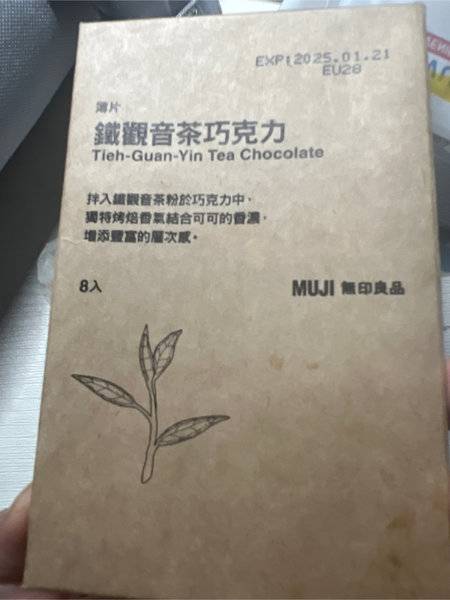 EXP:2025.01.21
EU28
薄片
鐵觀音茶巧克力
Tieh-Guan-Yin Tea Chocolate
拌入鐵觀音茶粉於巧克力中，
獨特烤焙香氣結合可可的香濃，
增添豐富的層次感。
8入
MUJI 無印良品